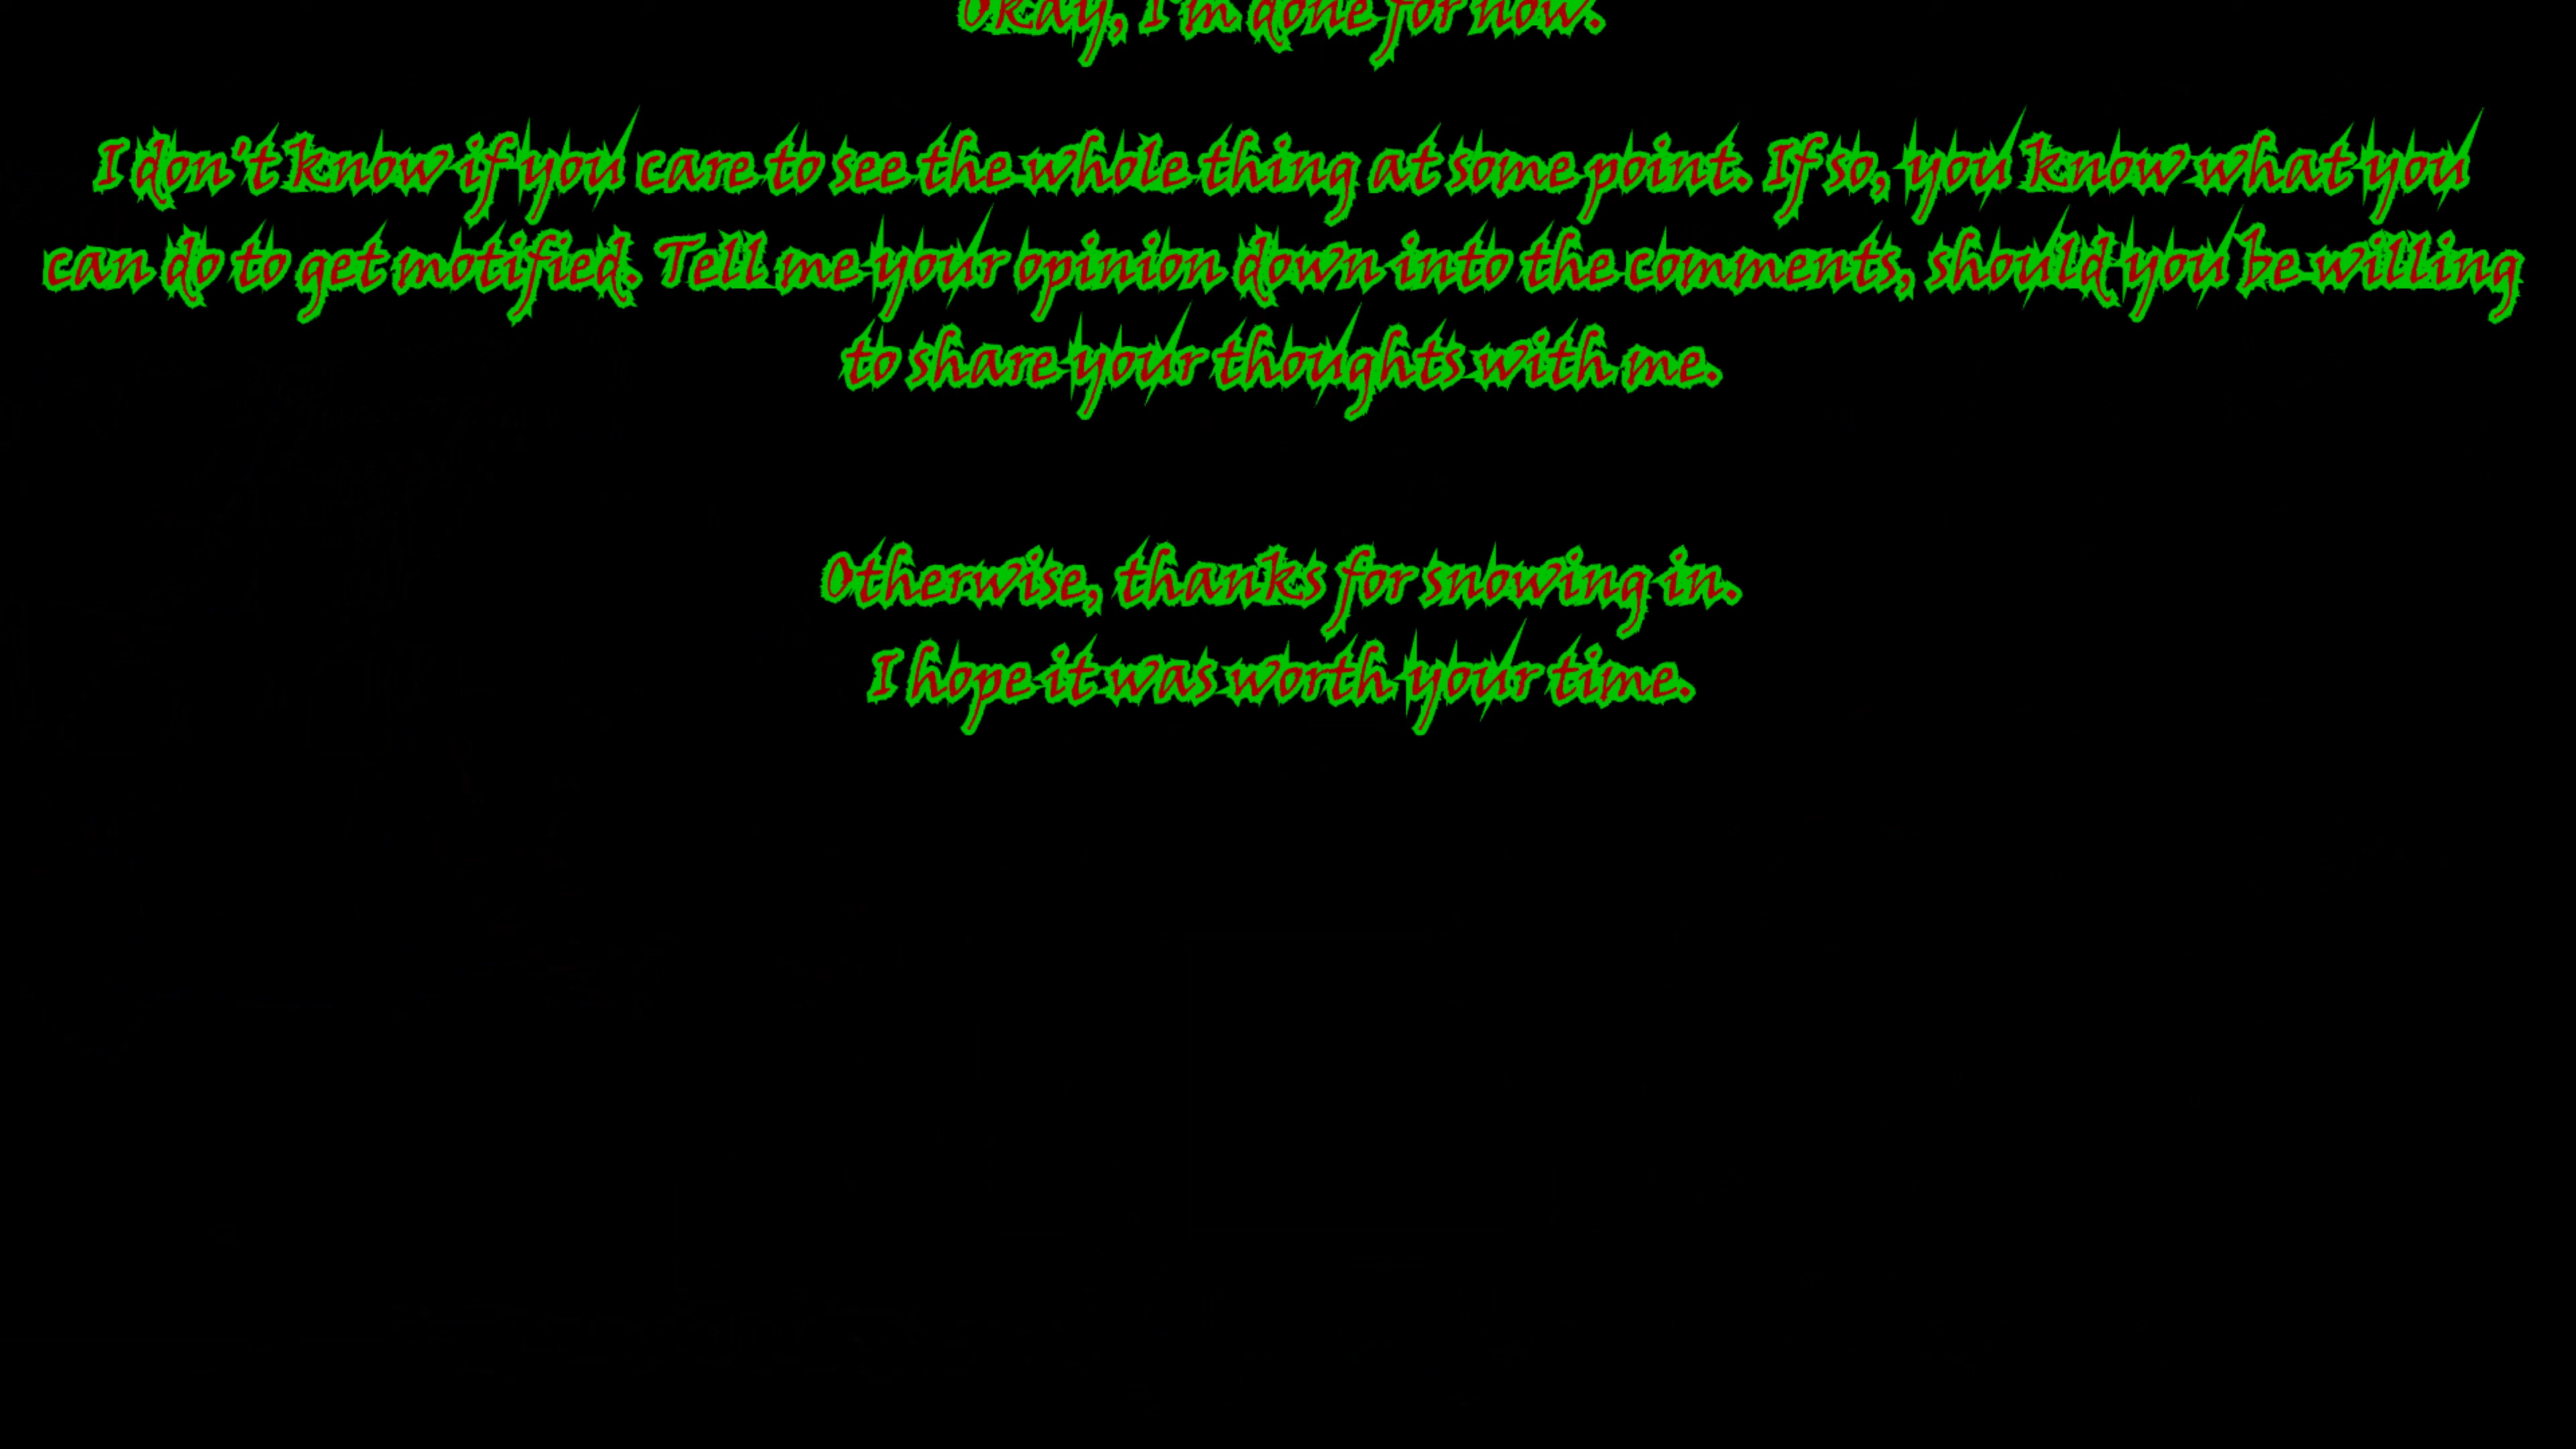 Okay, I'm done for now.
I don't know if you care to see the whole thing at some point. If so, you know what you
can do to get motified. Tell me your opinion down into the comments, should you be willing
to share your thoughts with me.
Otherwise, thanks for snowing in.
I hope it was worth your time.